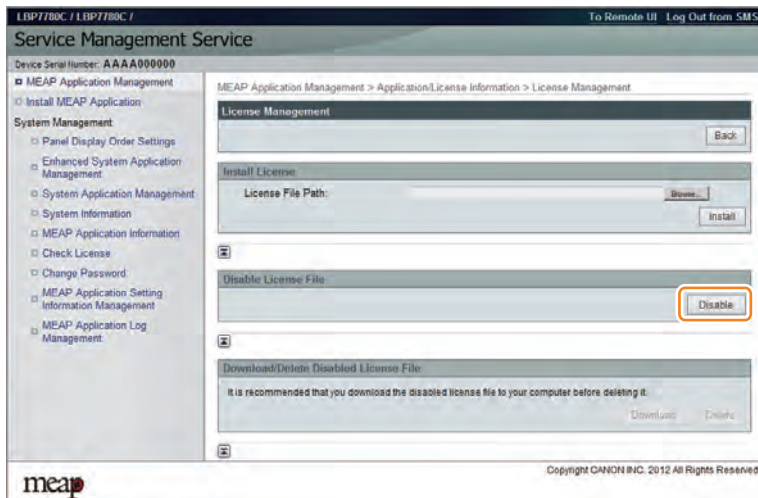 LBP7780C / LBP7780C /
To Remote UI Log Out from SMS
Service Management Service
Device Serial Number: AAAA000000
MEAP Application Management
Install MEAP Application
System Management
Panel Display Order Settings
Enhanced System Application
Management
System Application Management
System Information
MEAP Application Information
Check License
Change Password
MEAP Application Setting
Information Management
MEAP Application Log
Management
MEAP Application Management > Application/License Information > License Management
License Management
Back
Install License
License File Path:
Browse...
Install
Disable License File
Disable
Download/Delete Disabled License File
It is recommended that you download the disabled license file to your computer before deleting it.
Download Delete
meap
Copyright CANON INC. 2012 All Rights Reserved